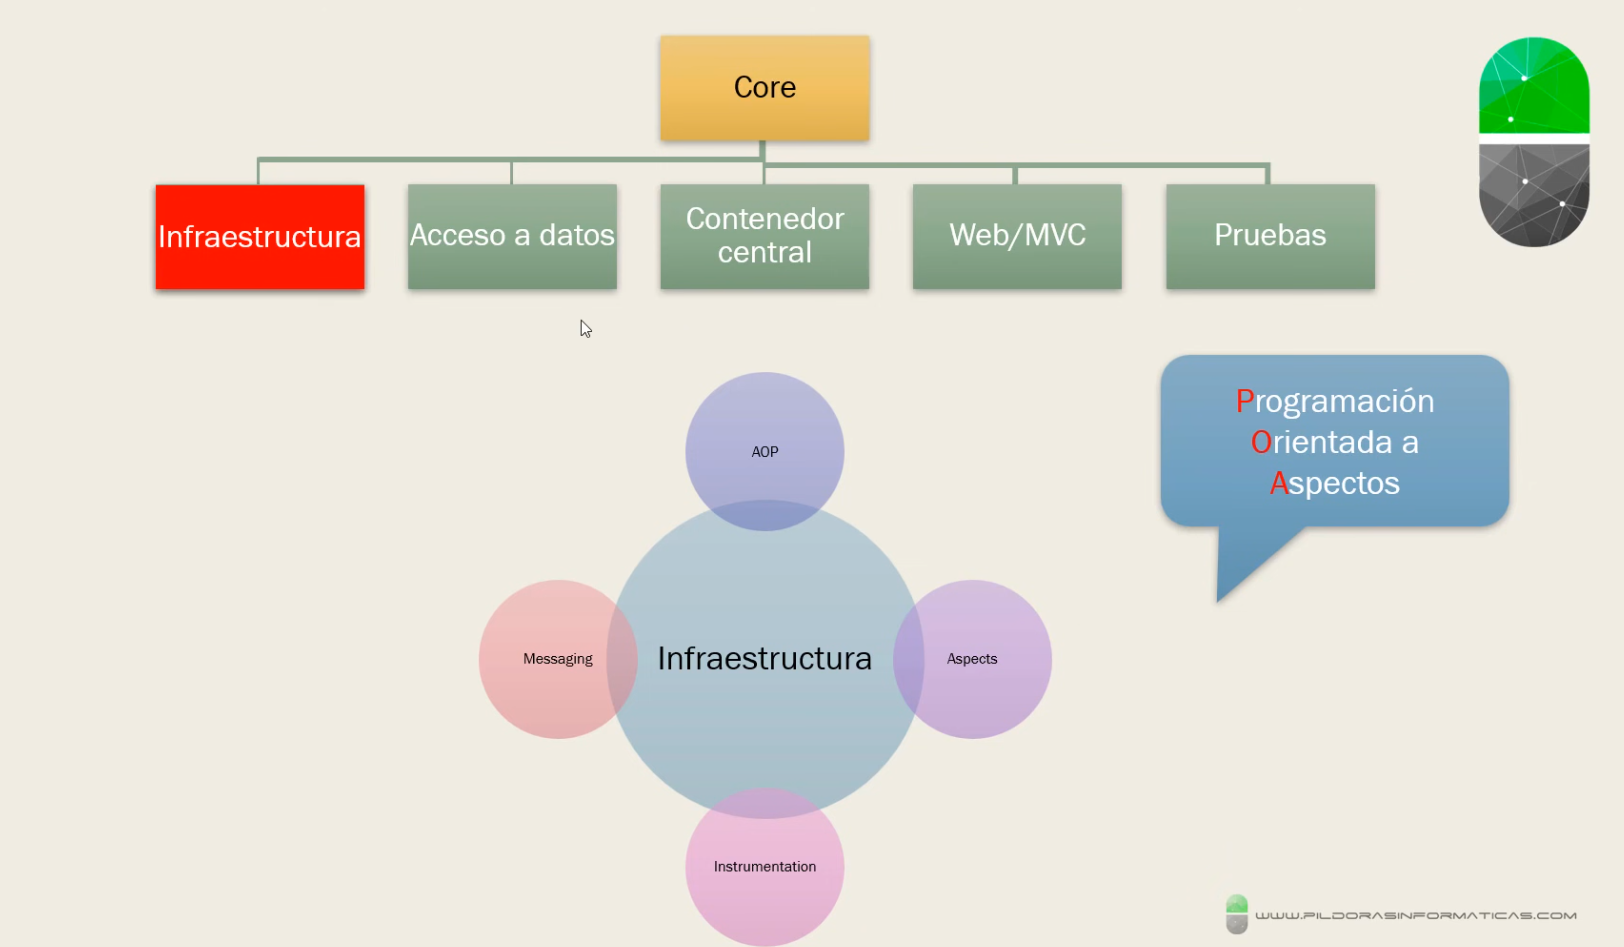 Core
Infraestructura
Acceso a datos
Contenedor
central
Web/MVC
Pruebas
Programación
Orientada a
Aspectos
AOP
Messaging
Infraestructura
Aspects
Instrumentation
WWW.PILDORASINFORMATICAS.COM